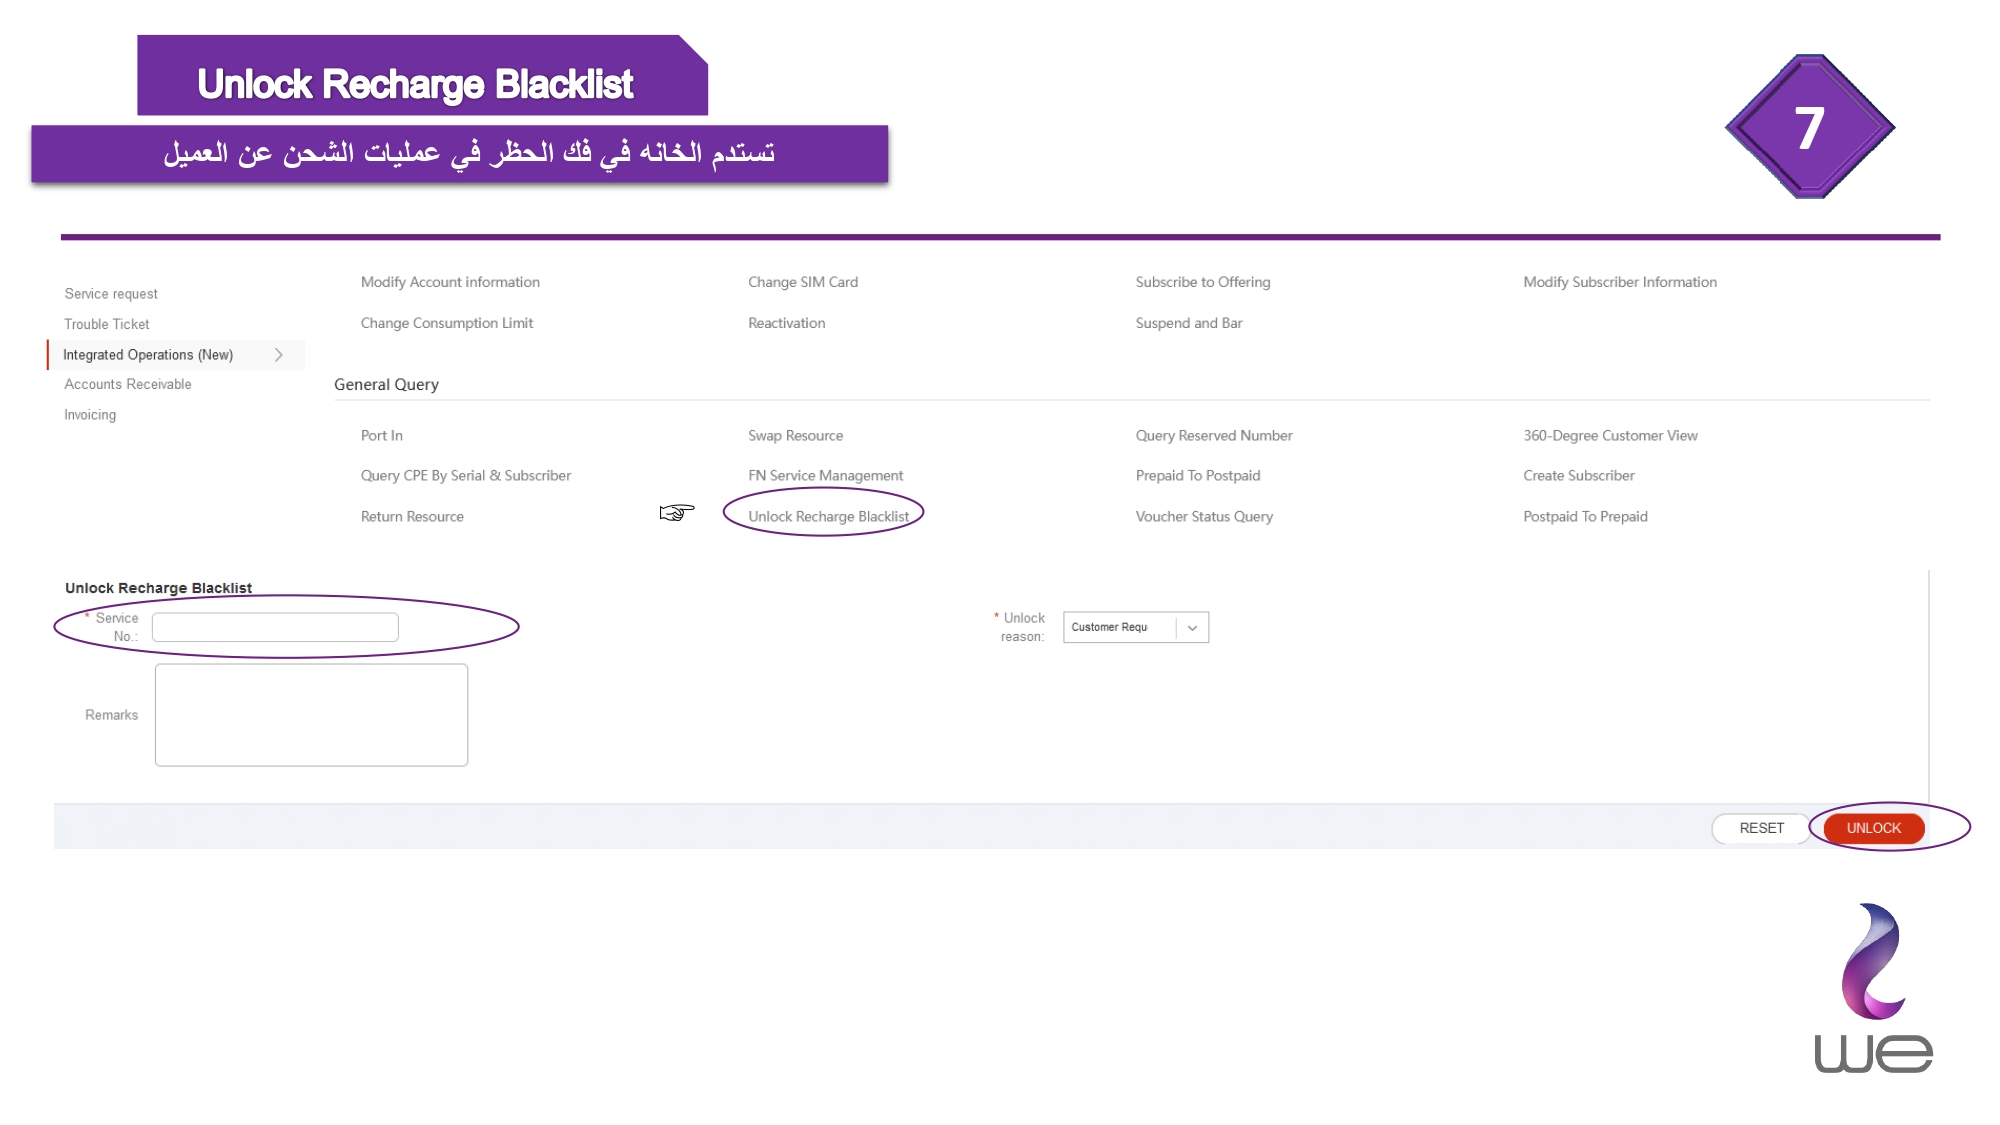 Unlock Recharge Blacklist
تستدم الخانه في فك الحظر في عمليات الشحن عن العميل
7
Service request
Trouble Ticket
Integrated Operations (New)
Accounts Receivable
Invoicing
Modify Account information Change SIM Card Subscribe to Offering Modify Subscriber Information
Change Consumption Limit Reactivation Suspend and Bar
General Query
Port In Swap Resource Query Reserved Number 360-Degree Customer View
Query CPE By Serial & Subscriber FN Service Management Prepaid To Postpaid Create Subscriber
Return Resource Unlock Recharge Blacklist Voucher Status Query Postpaid To Prepaid
Unlock Recharge Blacklist
* Service No.:
* Unlock reason: Customer Requ
Remarks
RESET UNLOCK
we